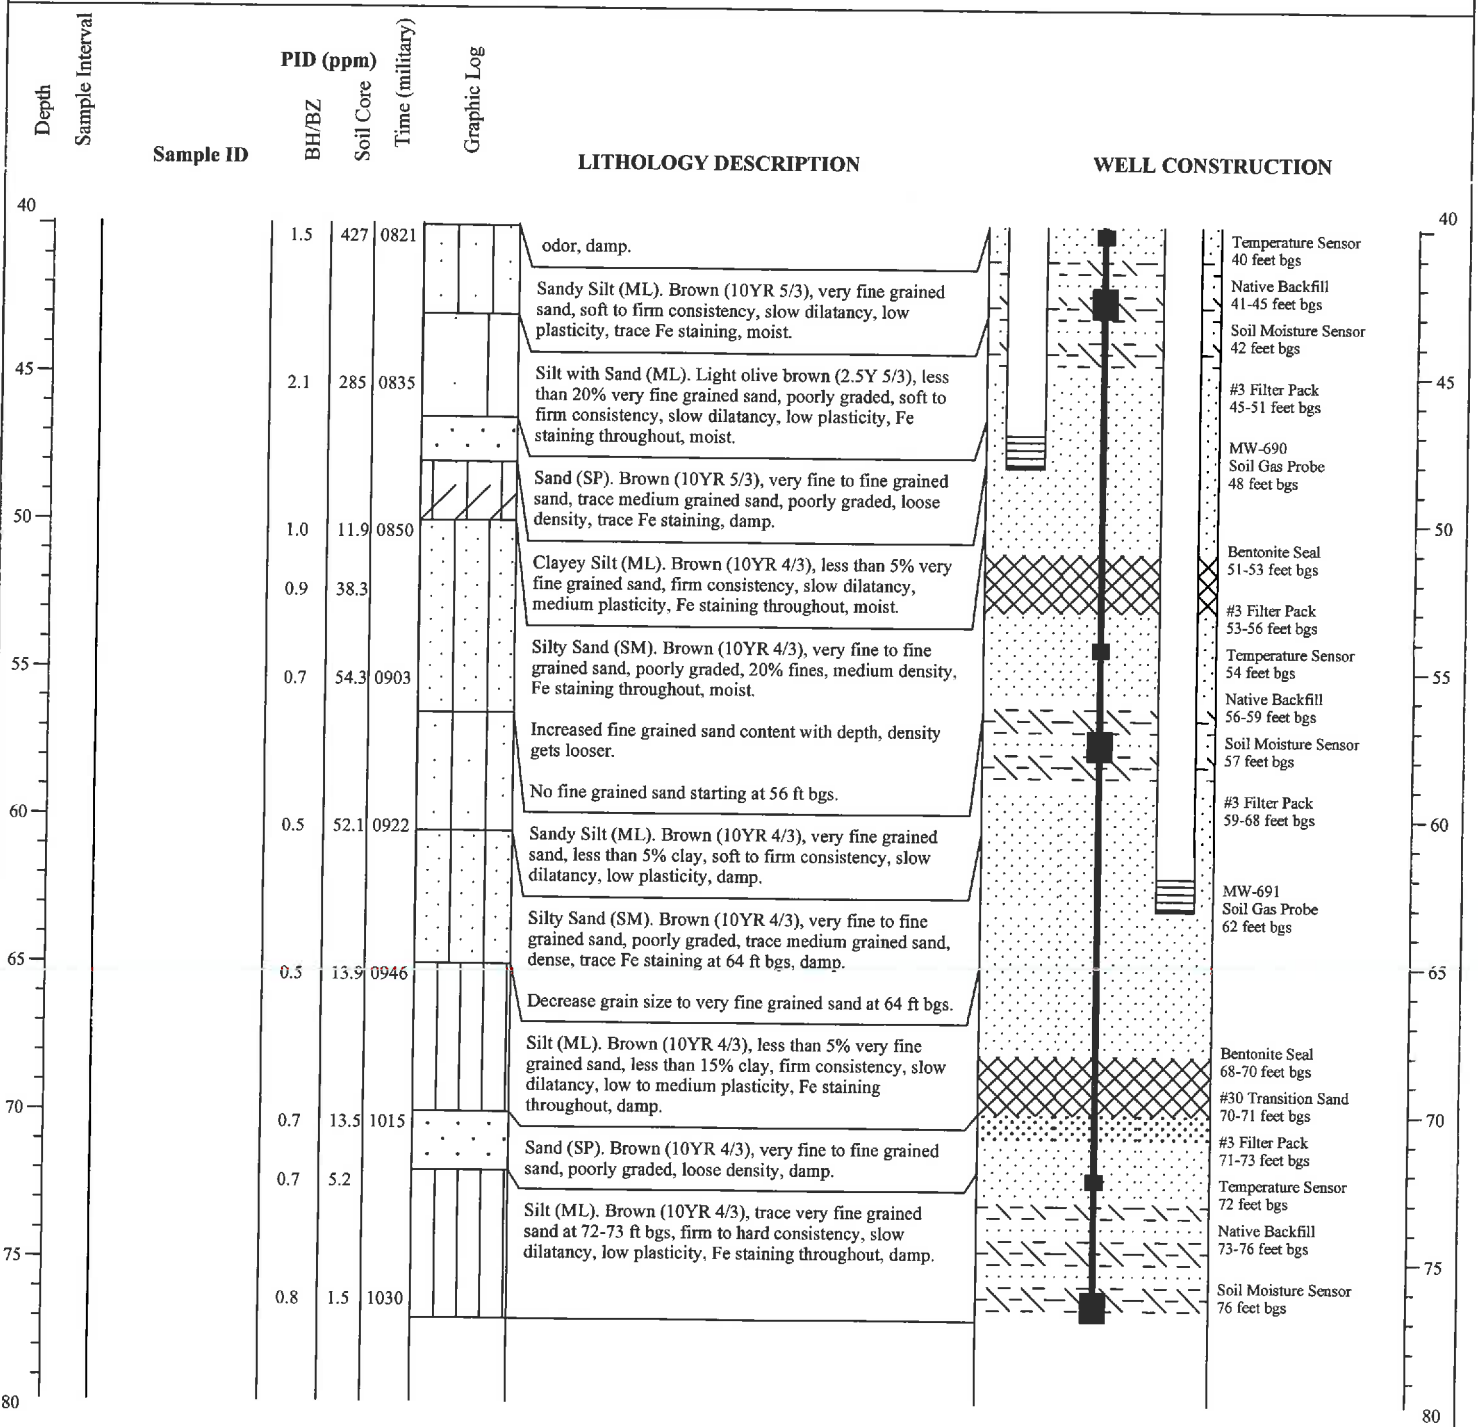 Depth
Sample Interval
Sample ID
PID (ppm)
BH/BZ
Soil Core
Time (military)
Graphic Log
LITHOLOGY DESCRIPTION
WELL CONSTRUCTION
40
45
50
55
60
65
70
75
80
1.5 427 0821
2.1 285 0835
1.0 11.9 0850
0.9 38.3
0.7 54.3 0903
0.5 52.1 0922
0.3 13.9 0946
0.7 13.5 1015
0.7 5.2
0.8 1.5 1030
odor, damp.
Sandy Silt (ML). Brown (10YR 5/3), very fine grained
sand, soft to firm consistency, slow dilatancy, low
plasticity, trace Fe staining, moist.
Silt with Sand (ML). Light olive brown (2.5Y 5/3), less
than 20% very fine grained sand, poorly graded, soft to
firm consistency, slow dilatancy, low plasticity, Fe
staining throughout, moist.
Sand (SP). Brown (10YR 5/3), very fine to fine grained
sand, trace medium grained sand, poorly graded, loose
density, trace Fe staining, damp.
Clayey Silt (ML). Brown (10YR 4/3), less than 5% very
fine grained sand, firm consistency, slow dilatancy,
medium plasticity, Fe staining throughout, moist.
Silty Sand (SM). Brown (10YR 4/3), very fine to fine
grained sand, poorly graded, 20% fines, medium density,
Fe staining throughout, moist.
Increased fine grained sand content with depth, density
gets looser.
No fine grained sand starting at 56 ft bgs.
Sandy Silt (ML). Brown (10YR 4/3), very fine grained
sand, less than 5% clay, soft to firm consistency, slow
dilatancy, low plasticity, damp.
Silty Sand (SM). Brown (10YR 4/3), very fine to fine
grained sand, poorly graded, trace medium grained sand,
dense, trace Fe staining at 64 ft bgs, damp.
Decrease grain size to very fine grained sand at 64 ft bgs.
Silt (ML). Brown (10YR 4/3), less than 5% very fine
grained sand, less than 15% clay, firm consistency, slow
dilatancy, low to medium plasticity, Fe staining
throughout, damp.
Sand (SP). Brown (10YR 4/3), very fine to fine grained
sand, poorly graded, loose density, damp.
Silt (ML). Brown (10YR 4/3), trace very fine grained
sand at 72-73 ft bgs, firm to hard consistency, slow
dilatancy, low plasticity, Fe staining throughout, damp.
Temperature Sensor
40 feet bgs
Native Backfill
41-45 feet bgs
Soil Moisture Sensor
42 feet bgs
#3 Filter Pack
45-51 feet bgs
MW-690
Soil Gas Probe
48 feet bgs
Bentonite Seal
51-53 feet bgs
#3 Filter Pack
53-56 feet bgs
Temperature Sensor
54 feet bgs
Native Backfill
56-59 feet bgs
Soil Moisture Sensor
57 feet bgs
#3 Filter Pack
59-68 feet bgs
MW-691
Soil Gas Probe
62 feet bgs
Bentonite Seal
68-70 feet bgs
#30 Transition Sand
70-71 feet bgs
#3 Filter Pack
71-73 feet bgs
Temperature Sensor
72 feet bgs
Native Backfill
73-76 feet bgs
Soil Moisture Sensor
76 feet bgs
40
45
50
55
60
65
70
75
80